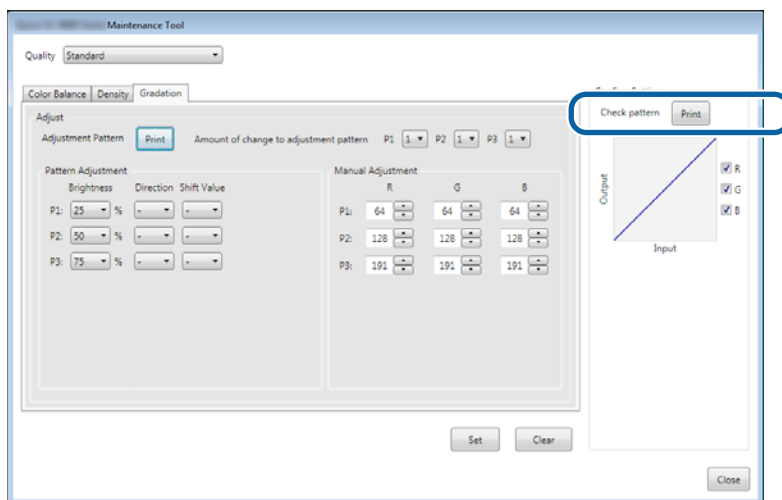 Maintenance Tool
Quality Standard
Color Balance Density Gradation
Adjust
Adjustment Pattern Print Amount of change to adjustment pattern P1 1 P2 1 P3 1
Pattern Adjustment
Brightness Direction Shift Value
P1: 25 % - -
P2: 50 % - -
P3: 75 % - -
Manual Adjustment
R G B
P1: 64 64 64
P2: 128 128 128
P3: 191 191 191
Check pattern Print
Output
R
G
B
Input
Set Clear
Close